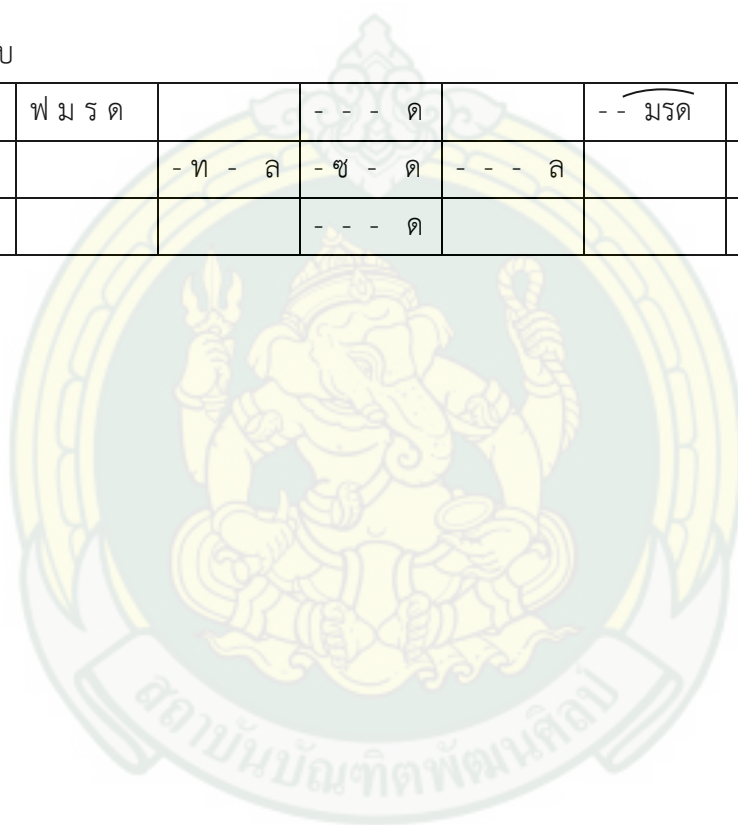 ฟ ม ร ด - - - ด - - มรด
- ท - ล - ซ - ด - - - ล
- - - ด
สถาบันบัณฑิตพัฒนศิลป์